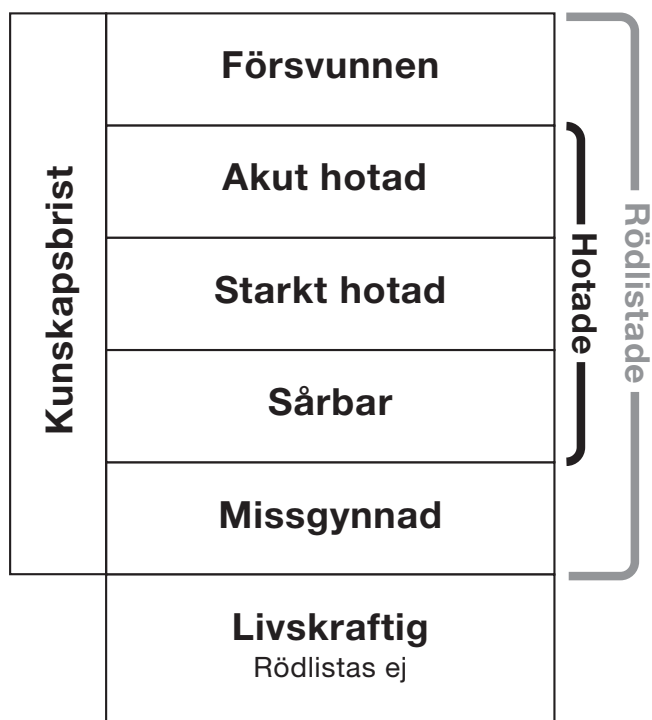 Kunskapsbrist
Försvunnen
Akut hotad
Starkt hotad
Sårbar
Missgynnad
Livskraftig
Rödlistas ej
Hotade
Rödlistade